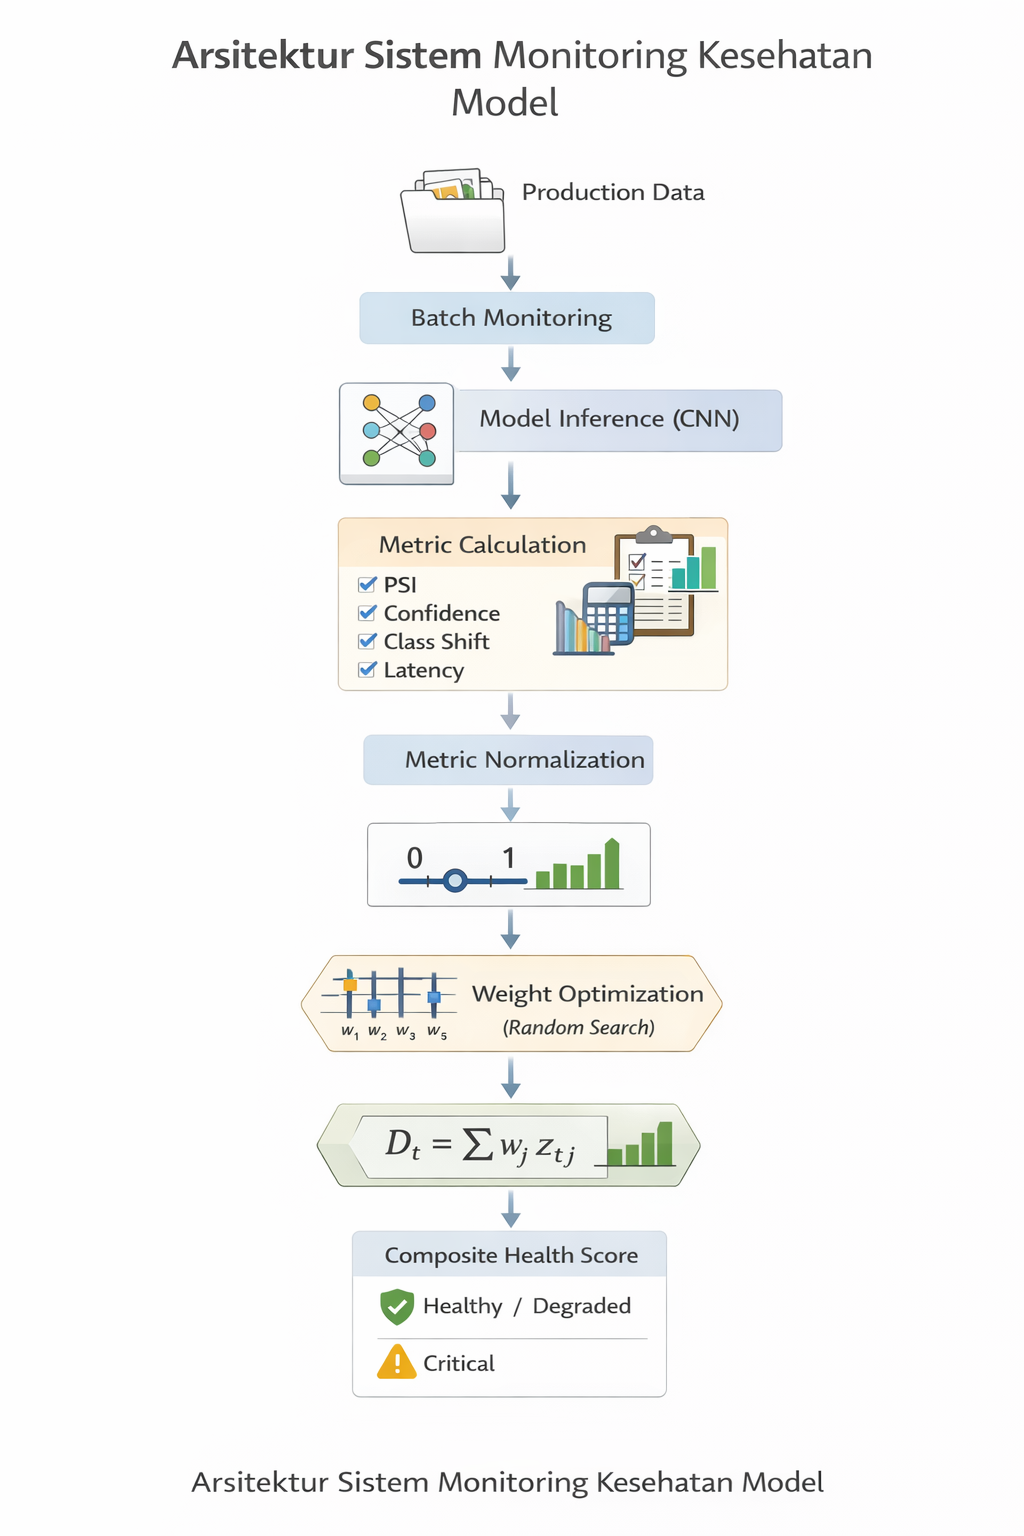 Arsitektur Sistem Monitoring Kesehatan
Model
Production Data
Batch Monitoring
Model Inference (CNN)
Metric Calculation
PSI
Confidence
Class Shift
Latency
Metric Normalization
0 1
Weight Optimization
(Random Search)
w₁ w₂ w₃ w₅
Dₜ = ∑ wⱼ zₜⱼ
Composite Health Score
Healthy / Degraded
Critical
Arsitektur Sistem Monitoring Kesehatan Model